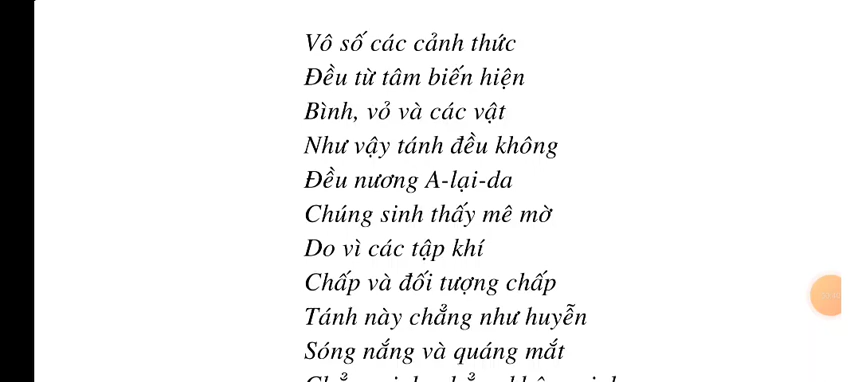 Vô số các cảnh thức
Đều từ tâm biến hiện
Bình, vỏ và các vật
Như vậy tánh đều không
Đều nương A-lại-da
Chúng sinh thấy mê mờ
Do vì các tập khí
Chấp và đối tượng chấp
Tánh này chẳng như huyễn
Sóng nắng và quáng mắt